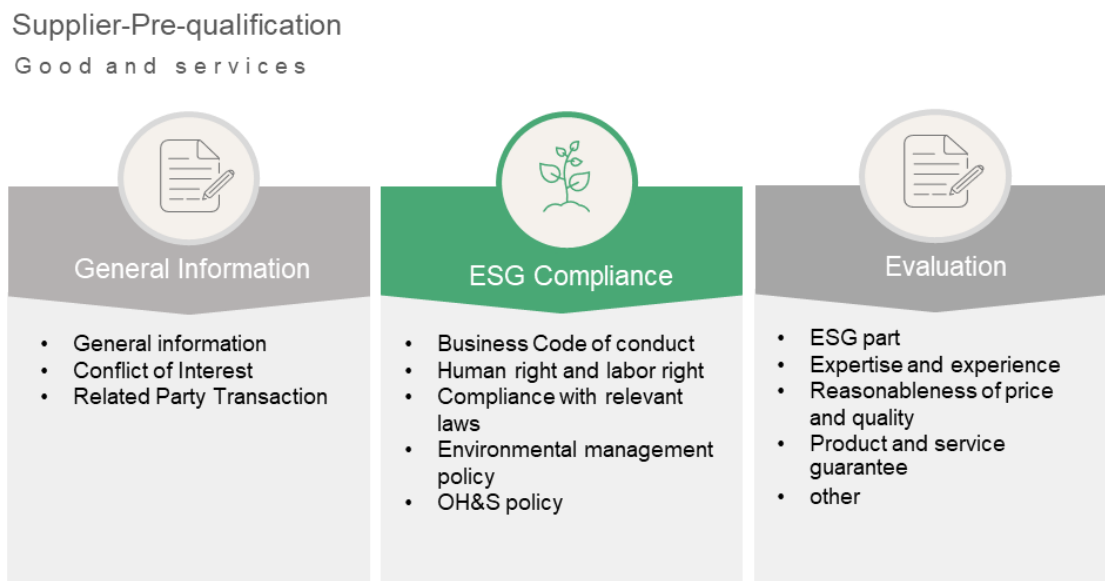 Supplier-Pre-qualification
Good and services
General Information
• General information
• Conflict of Interest
• Related Party Transaction
ESG Compliance
• Business Code of conduct
• Human right and labor right
• Compliance with relevant
laws
• Environmental management
policy
• OH&S policy
Evaluation
• ESG part
• Expertise and experience
• Reasonableness of price
and quality
• Product and service
guarantee
• other